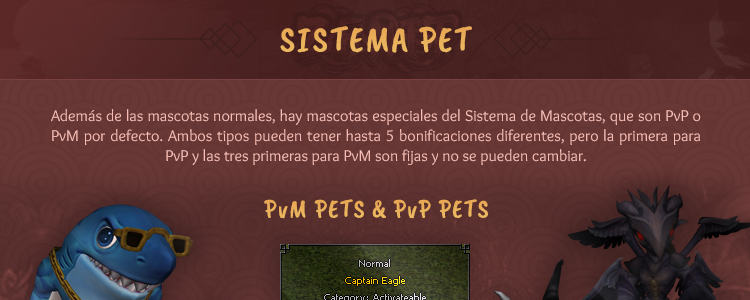 SISTEMA PET
Además de las mascotas normales, hay mascotas especiales del Sistema de Mascotas, que son PvP o
PvM por defecto. Ambos tipos pueden tener hasta 5 bonificaciones diferentes, pero la primera para
PvP y las tres primeras para PvM son fijas y no se pueden cambiar.
PvM PETS & PvP PETS
Normal
Captain Eagle
Category: Activateable